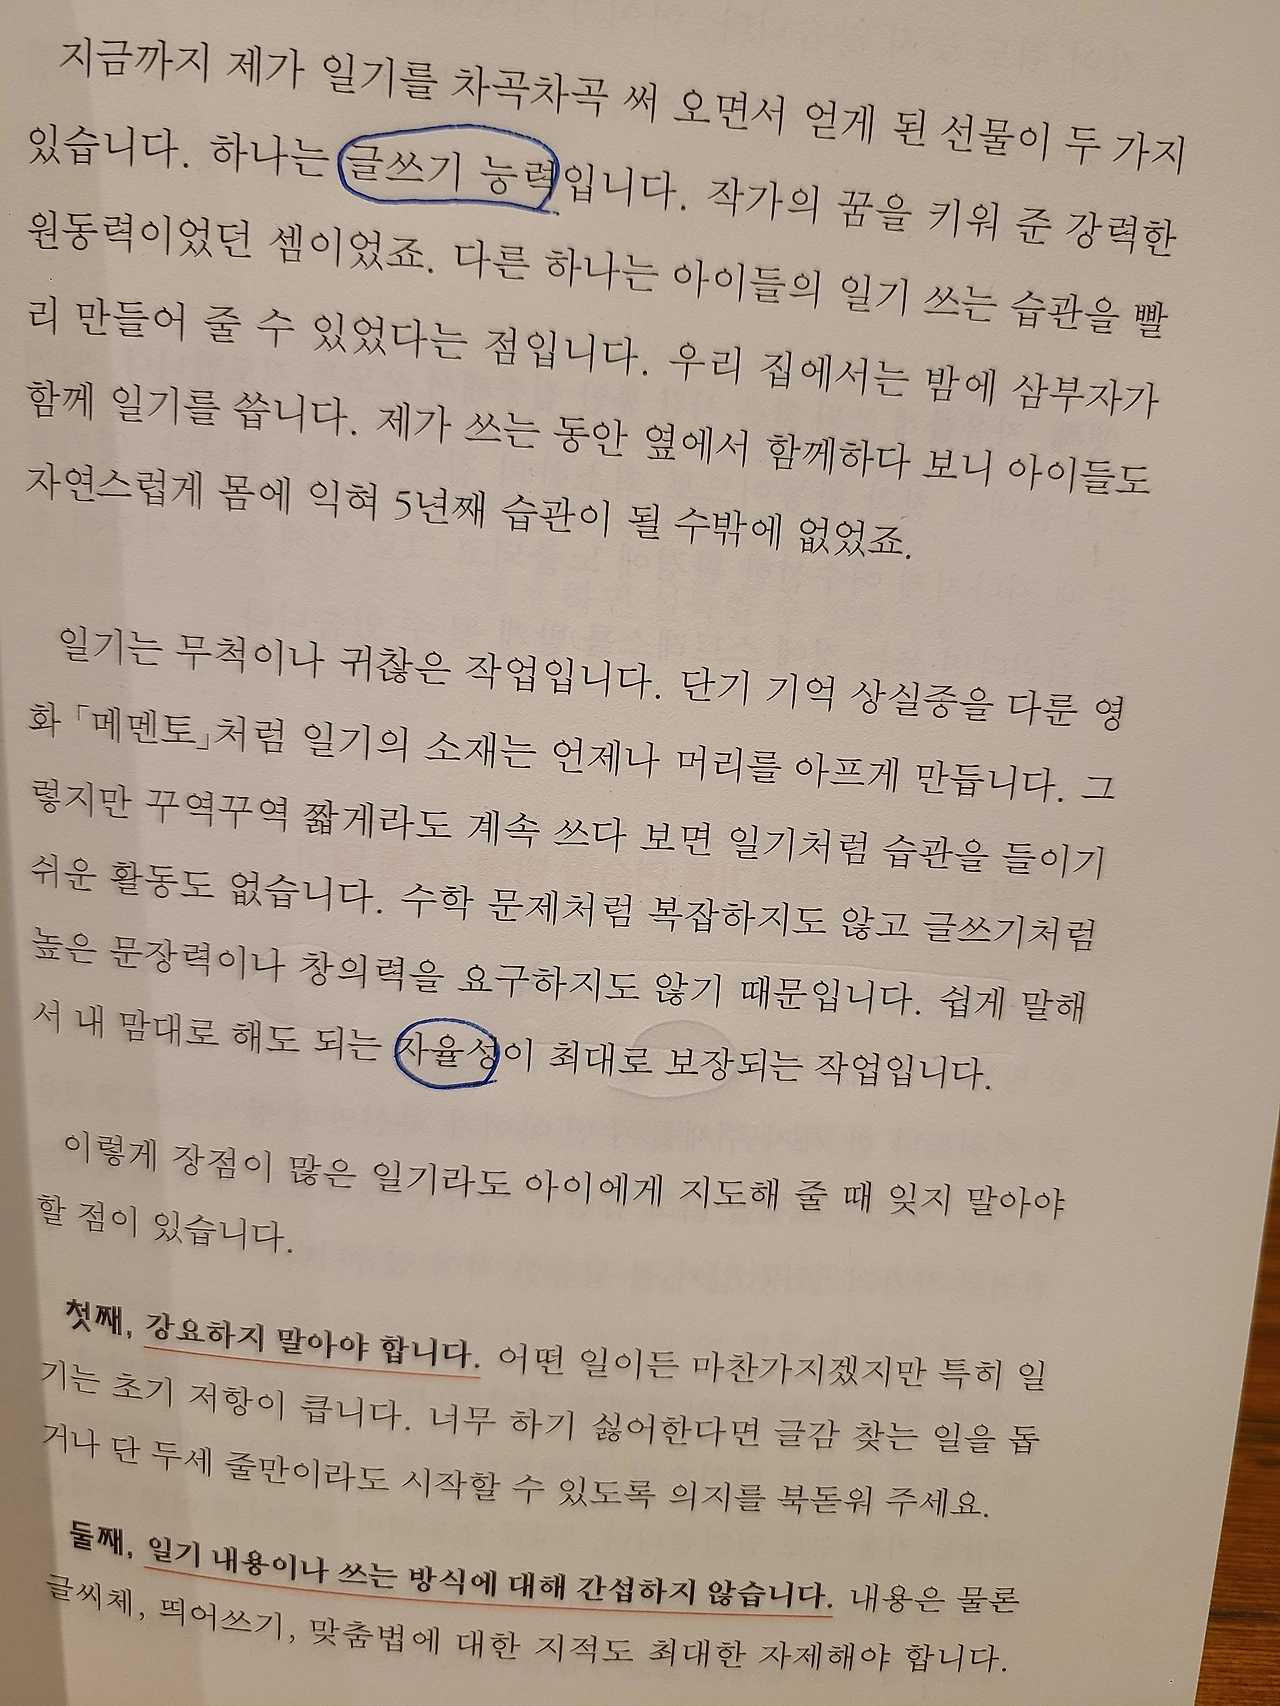 지금까지 제가 일기를 차곡차곡 써 오면서 얻게 된 선물이 두 가지
있습니다. 하나는 글쓰기 능력입니다. 작가의 꿈을 키워 준 강력한
원동력이었던 셈이었죠. 다른 하나는 아이들의 일기 쓰는 습관을 빨
리 만들어 줄 수 있었다는 점입니다. 우리 집에서는 밤에 삼부자가
함께 일기를 씁니다. 제가 쓰는 동안 옆에서 함께하다 보니 아이들도
자연스럽게 몸에 익혀 5년째 습관이 될 수밖에 없었죠.
일기는 무척이나 귀찮은 작업입니다. 단기 기억 상실증을 다룬 영
화 「메멘토」처럼 일기의 소재는 언제나 머리를 아프게 만듭니다. 그
렇지만 꾸역꾸역 짧게라도 계속 쓰다 보면 일기처럼 습관을 들이기
쉬운 활동도 없습니다. 수학 문제처럼 복잡하지도 않고 글쓰기처럼
높은 문장력이나 창의력을 요구하지도 않기 때문입니다. 쉽게 말해
서 내 맘대로 해도 되는 자율성이 최대로 보장되는 작업입니다.
이렇게 장점이 많은 일기라도 아이에게 지도해 줄 때 잊지 말아야
할 점이 있습니다.
첫째, 강요하지 말아야 합니다. 어떤 일이든 마찬가지겠지만 특히 일
기는 초기 저항이 큽니다. 너무 하기 싫어한다면 글감 찾는 일을 돕
거나 단 두세 줄만이라도 시작할 수 있도록 의지를 북돋워 주세요.
둘째, 일기 내용이나 쓰는 방식에 대해 간섭하지 않습니다. 내용은 물론
글씨체, 띄어쓰기, 맞춤법에 대한 지적도 최대한 자제해야 합니다.